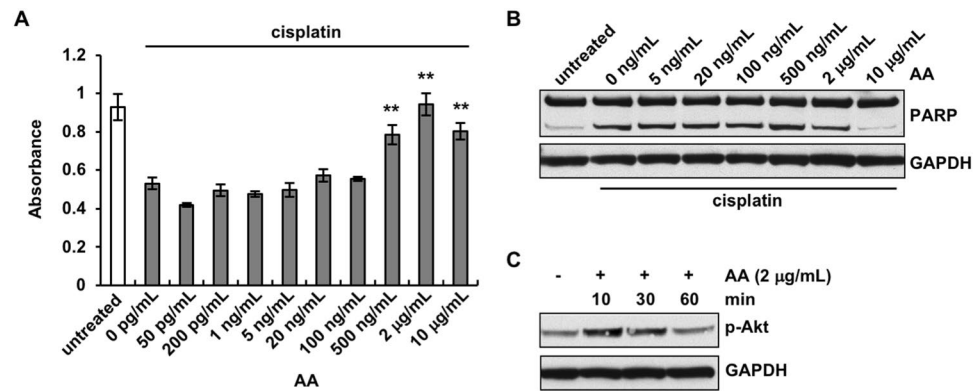 A
cisplatin
Absorbance
1.2
1
0.8
0.6
0.4
0.2
0
**
**
**
untreated
0 pg/mL
50 pg/mL
200 pg/mL
1 ng/mL
5 ng/mL
20 ng/mL
100 ng/mL
500 ng/mL
2 µg/mL
10 µg/mL
AA
B
untreated
0 ng/mL
5 ng/mL
20 ng/mL
100 ng/mL
500 ng/mL
2 µg/mL
10 µg/mL
AA
PARP
GAPDH
cisplatin
C
- + + + AA (2 µg/mL)
10 30 60 min
p-Akt
GAPDH